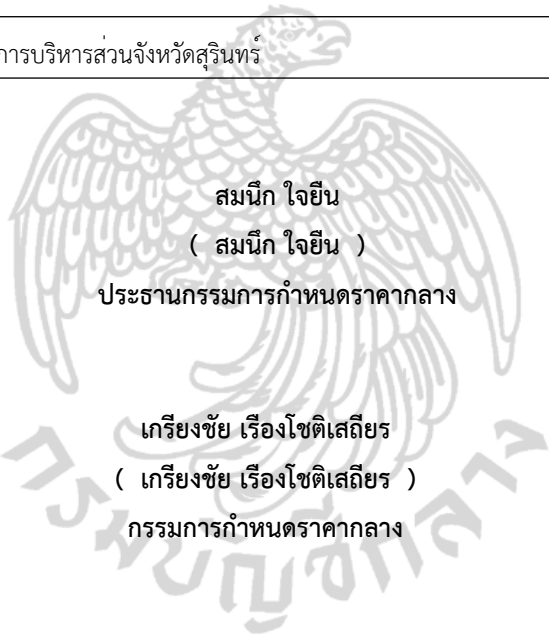 การบริหารส่วนจังหวัดสุรินทร์
สมนึก ใจยืน
( สมนึก ใจยืน )
ประธานกรรมการกำหนดราคากลาง
เกรียงชัย เรืองโชติเสถียร
( เกรียงชัย เรืองโชติเสถียร )
กรรมการกำหนดราคากลาง
กรมบัญชีกลาง